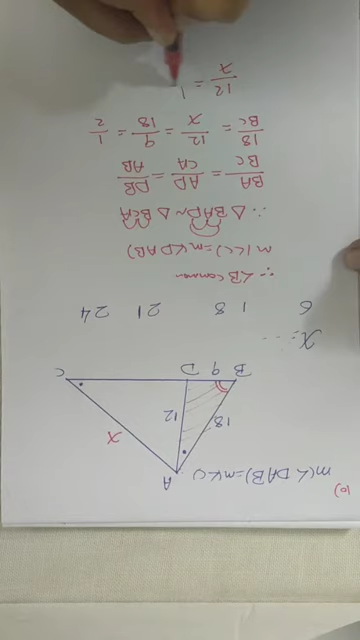 10)
m(∠DAB)=m∠C
A
18
12
x
B 9 D C
x= ...
6 18 21 24
∴ ∠B common
m(∠C)=m(∠DAB)
∴ △BAD ~ △BCA
BA/BC = AD/CA = DB/AB
18/BC = 12/x = 9/18 = 1/2
12/x = 1